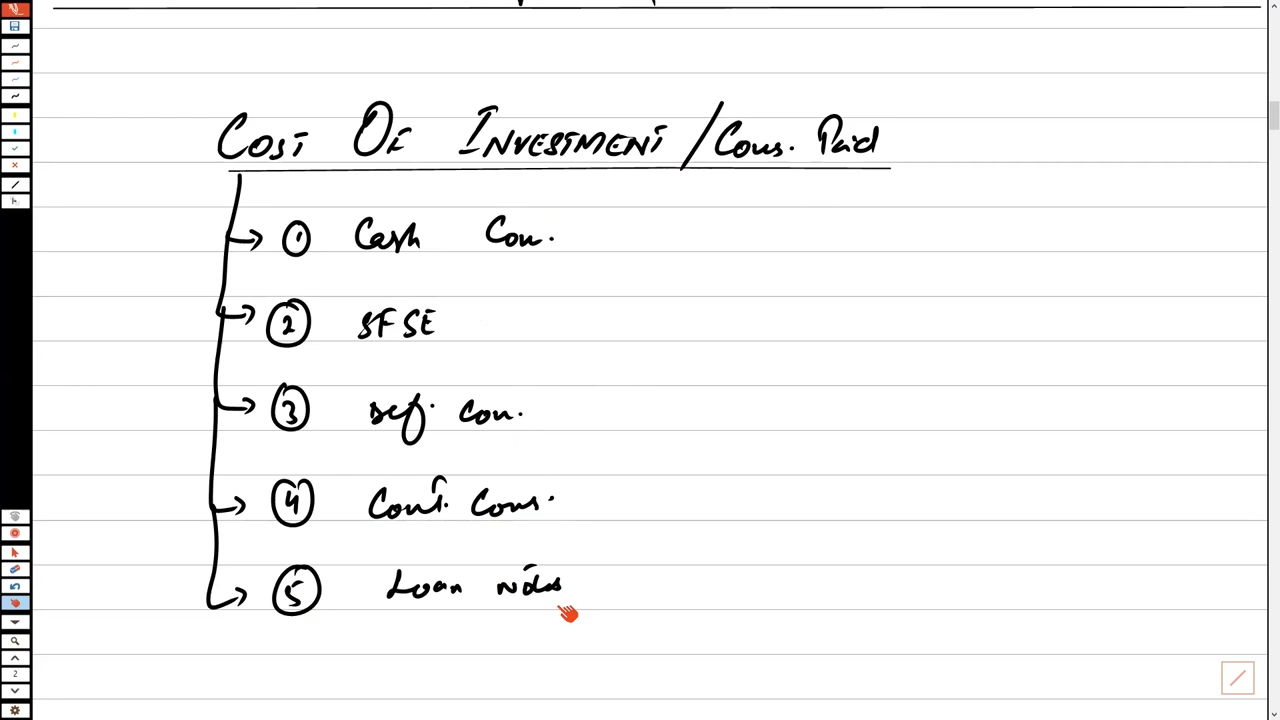 COST OF INVESTMENT / Cons. Paid
① Cash Con.
② SFSE
③ Def. Con.
④ Cont. Cons.
⑤ Loan notes
2